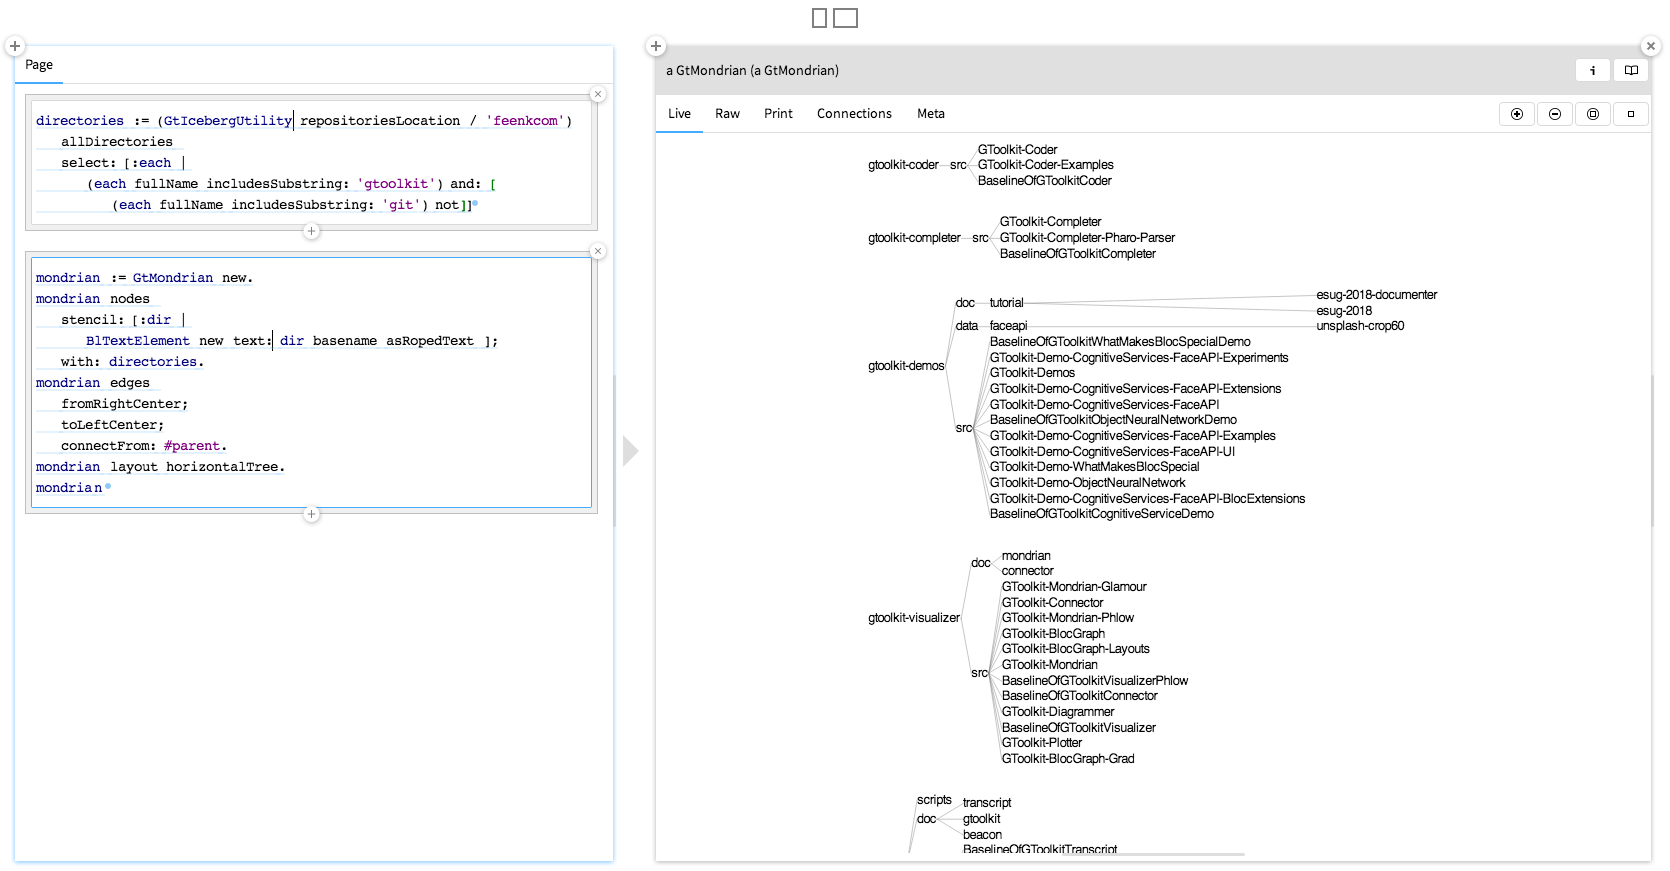 Page
directories := (GtIcebergUtility repositoriesLocation / 'feenkcom')
allDirectories
select: [:each |
(each fullName includesSubstring: 'gtoolkit') and: [
(each fullName includesSubstring: 'git') not]]
mondrian := GtMondrian new.
mondrian nodes
stencil: [:dir |
BlTextElement new text: dir basename asRopedText ];
with: directories.
mondrian edges
fromRightCenter;
toLeftCenter;
connectFrom: #parent.
mondrian layout horizontalTree.
mondrian
a GtMondrian (a GtMondrian)
i
Live Raw Print Connections Meta
GToolkit-Coder
gtoolkit-coder src GToolkit-Coder-Examples
BaselineOfGToolkitCoder
GToolkit-Completer
gtoolkit-completer src GToolkit-Completer-Pharo-Parser
BaselineOfGToolkitCompleter
esug-2018-documenter
doc tutorial
esug-2018
data faceapi unsplash-crop60
BaselineOfGToolkitWhatMakesBlocSpecialDemo
GToolkit-Demo-CognitiveServices-FaceAPI-Experiments
gtoolkit-demos
GToolkit-Demos
GToolkit-Demo-CognitiveServices-FaceAPI-Extensions
GToolkit-Demo-CognitiveServices-FaceAPI
BaselineOfGToolkitObjectNeuralNetworkDemo
src
GToolkit-Demo-CognitiveServices-FaceAPI-Examples
GToolkit-Demo-CognitiveServices-FaceAPI-UI
GToolkit-Demo-WhatMakesBlocSpecial
GToolkit-Demo-ObjectNeuralNetwork
GToolkit-Demo-CognitiveServices-FaceAPI-BlocExtensions
BaselineOfGToolkitCognitiveServiceDemo
mondrian
doc
connector
GToolkit-Mondrian-Glamour
GToolkit-Connector
gtoolkit-visualizer GToolkit-Mondrian-Phlow
GToolkit-BlocGraph
GToolkit-BlocGraph-Layouts
GToolkit-Mondrian
src
BaselineOfGToolkitVisualizerPhlow
BaselineOfGToolkitConnector
GToolkit-Diagrammer
BaselineOfGToolkitVisualizer
GToolkit-Plotter
GToolkit-BlocGraph-Grad
scripts transcript
doc gtoolkit
beacon
BaselineOfGToolkitTranscript